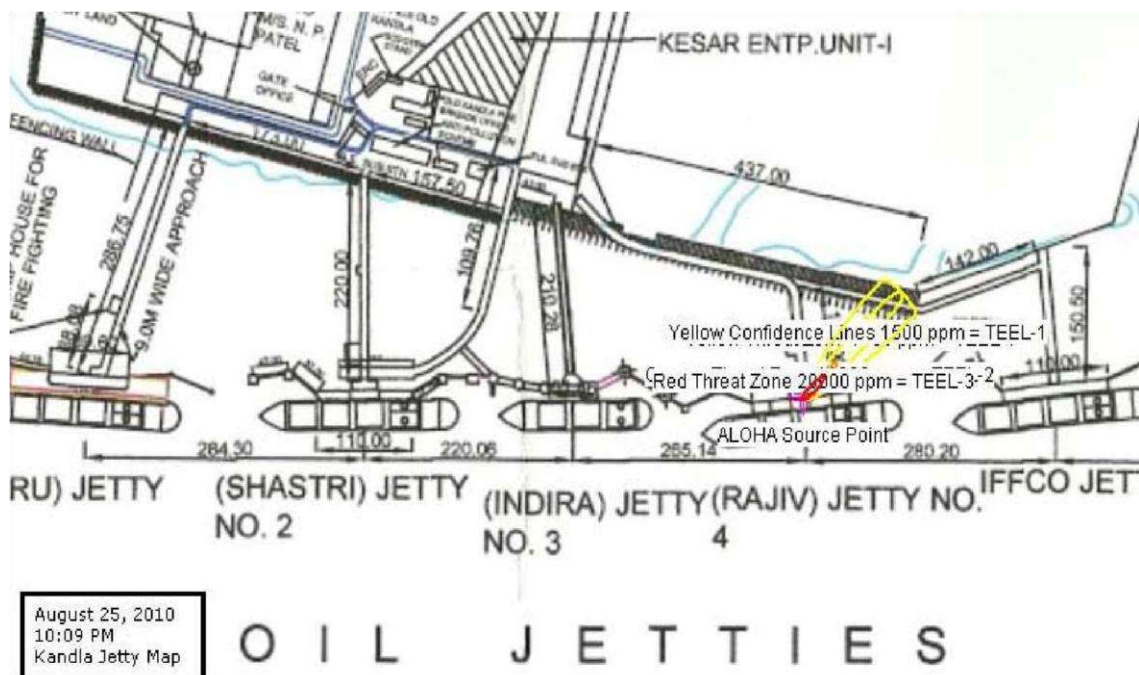 M/S. N. P.
PATEL
KANDLA
GATE
OFFICE
KESAR ENTP.UNIT-I
FENCING WALL
HOUSE FOR
FIRE FIGHTING
286.75
9.0M WIDE APPROACH
157.50
220.00
109.76
210.28
437.00
142.00
150.50
110.00
Yellow Confidence Lines 1500 ppm = TEEL-1
Red Threat Zone 20000 ppm = TEEL-3
ALOHA Source Point
284.30
110.00
220.06
265.14
280.20
RU) JETTY
(SHASTRI) JETTY
NO. 2
(INDIRA) JETTY
NO. 3
(RAJIV) JETTY NO.
4
IFFCO JET
August 25, 2010
10:09 PM
Kandla Jetty Map
OIL JETTIES